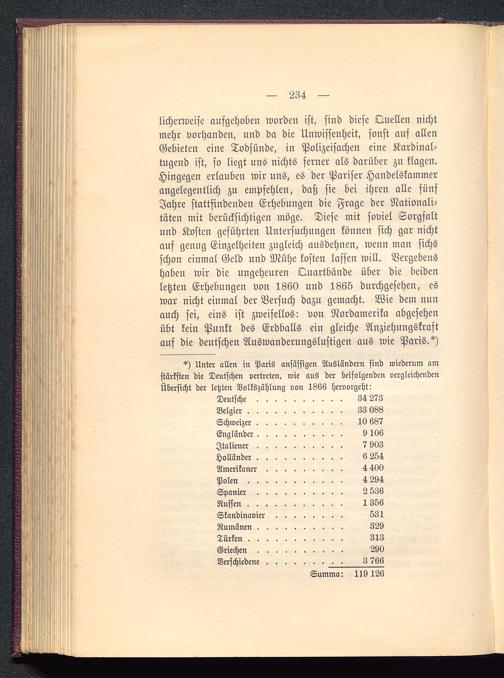 — 234 —
licherweise aufgehoben worden ist, sind diese Quellen nicht
mehr vorhanden, und da die Unwissenheit, sonst auf allen
Gebieten eine Todsünde, in Polizeisachen eine Kardinal-
tugend ist, so liegt uns nichts ferner als darüber zu klagen.
Hingegen erlauben wir uns, es der Pariser Handelskammer
angelegentlich zu empfehlen, daß sie bei ihren alle fünf
Jahre stattfindenden Erhebungen die Frage der Nationali-
täten mit berücksichtigen möge. Diese mit soviel Sorgfalt
und Kosten geführten Untersuchungen können sich gar nicht
auf genug Einzelheiten zugleich ausdehnen, wenn man sichs
schon einmal Geld und Mühe kosten lassen will. Vergebens
haben wir die ungeheuren Quartbände über die beiden
letzten Erhebungen von 1860 und 1865 durchgesehen, es
war nicht einmal der Versuch dazu gemacht. Wie dem nun
auch sei, eins ist zweifellos: von Nordamerika abgesehen
übt kein Punkt des Erdballs ein gleiche Anziehungskraft
auf die deutschen Auswanderungslustigen aus wie Paris.*)
*) Unter allen in Paris ansässigen Ausländern sind wiederum am
stärksten die Deutschen vertreten, wie aus der beifolgenden vergleichenden
Übersicht der letzten Volkszählung von 1866 hervorgeht:
Deutsche . . . . . . . . . . 34 273
Belgier . . . . . . . . . . 33 088
Schweizer . . . . . . . . . 10 687
Engländer . . . . . . . . . 9 106
Italiener . . . . . . . . . 7 903
Holländer . . . . . . . . . 6 254
Amerikaner . . . . . . . . 4 400
Polen . . . . . . . . . . 4 294
Spanier . . . . . . . . . 2 536
Russen . . . . . . . . . . 1 356
Skandinavier . . . . . . . 531
Rumänen . . . . . . . . . 329
Türken . . . . . . . . . . 313
Griechen . . . . . . . . . 290
Verschiedene . . . . . . . . 3 766
Summa: 119 126